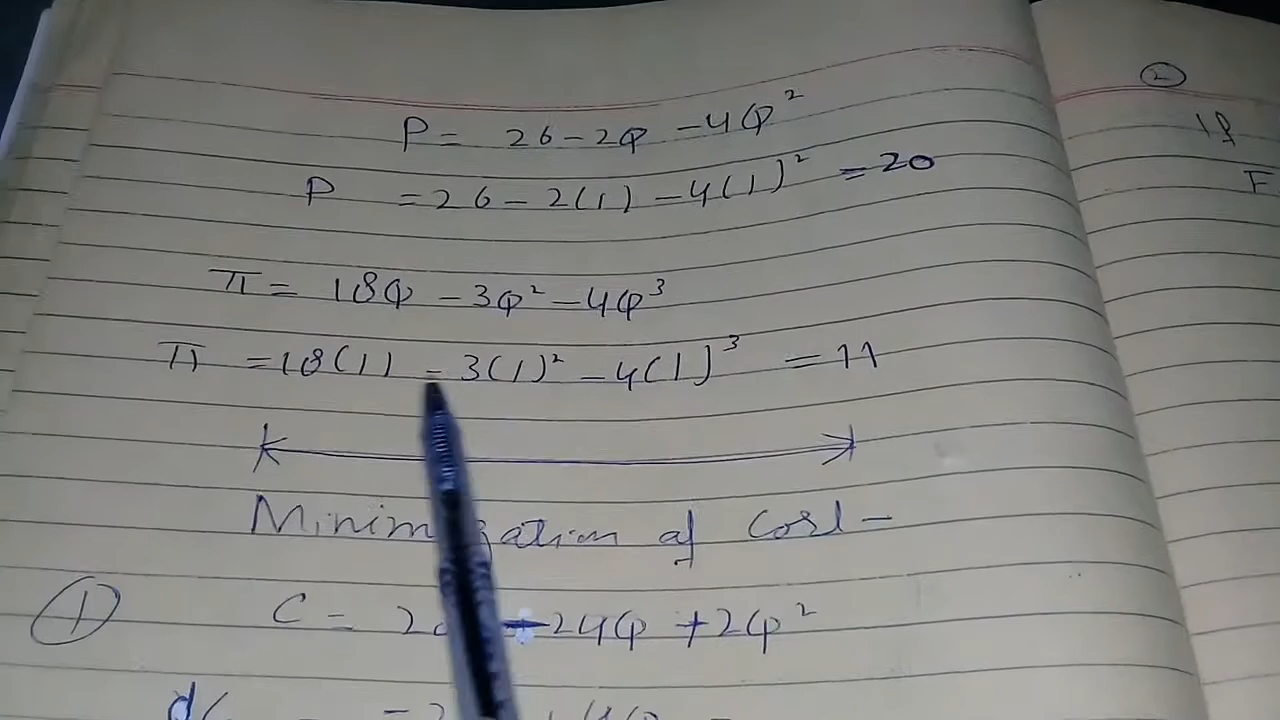 P = 26 - 2Q - 4Q²
P = 26 - 2(1) - 4(1)² = 20
π = 18Q - 3Q² - 4Q³
π = 18(1) - 3(1)² - 4(1)³ = 11
of Cost -
① C = - 24Q + 2Q²
②
F